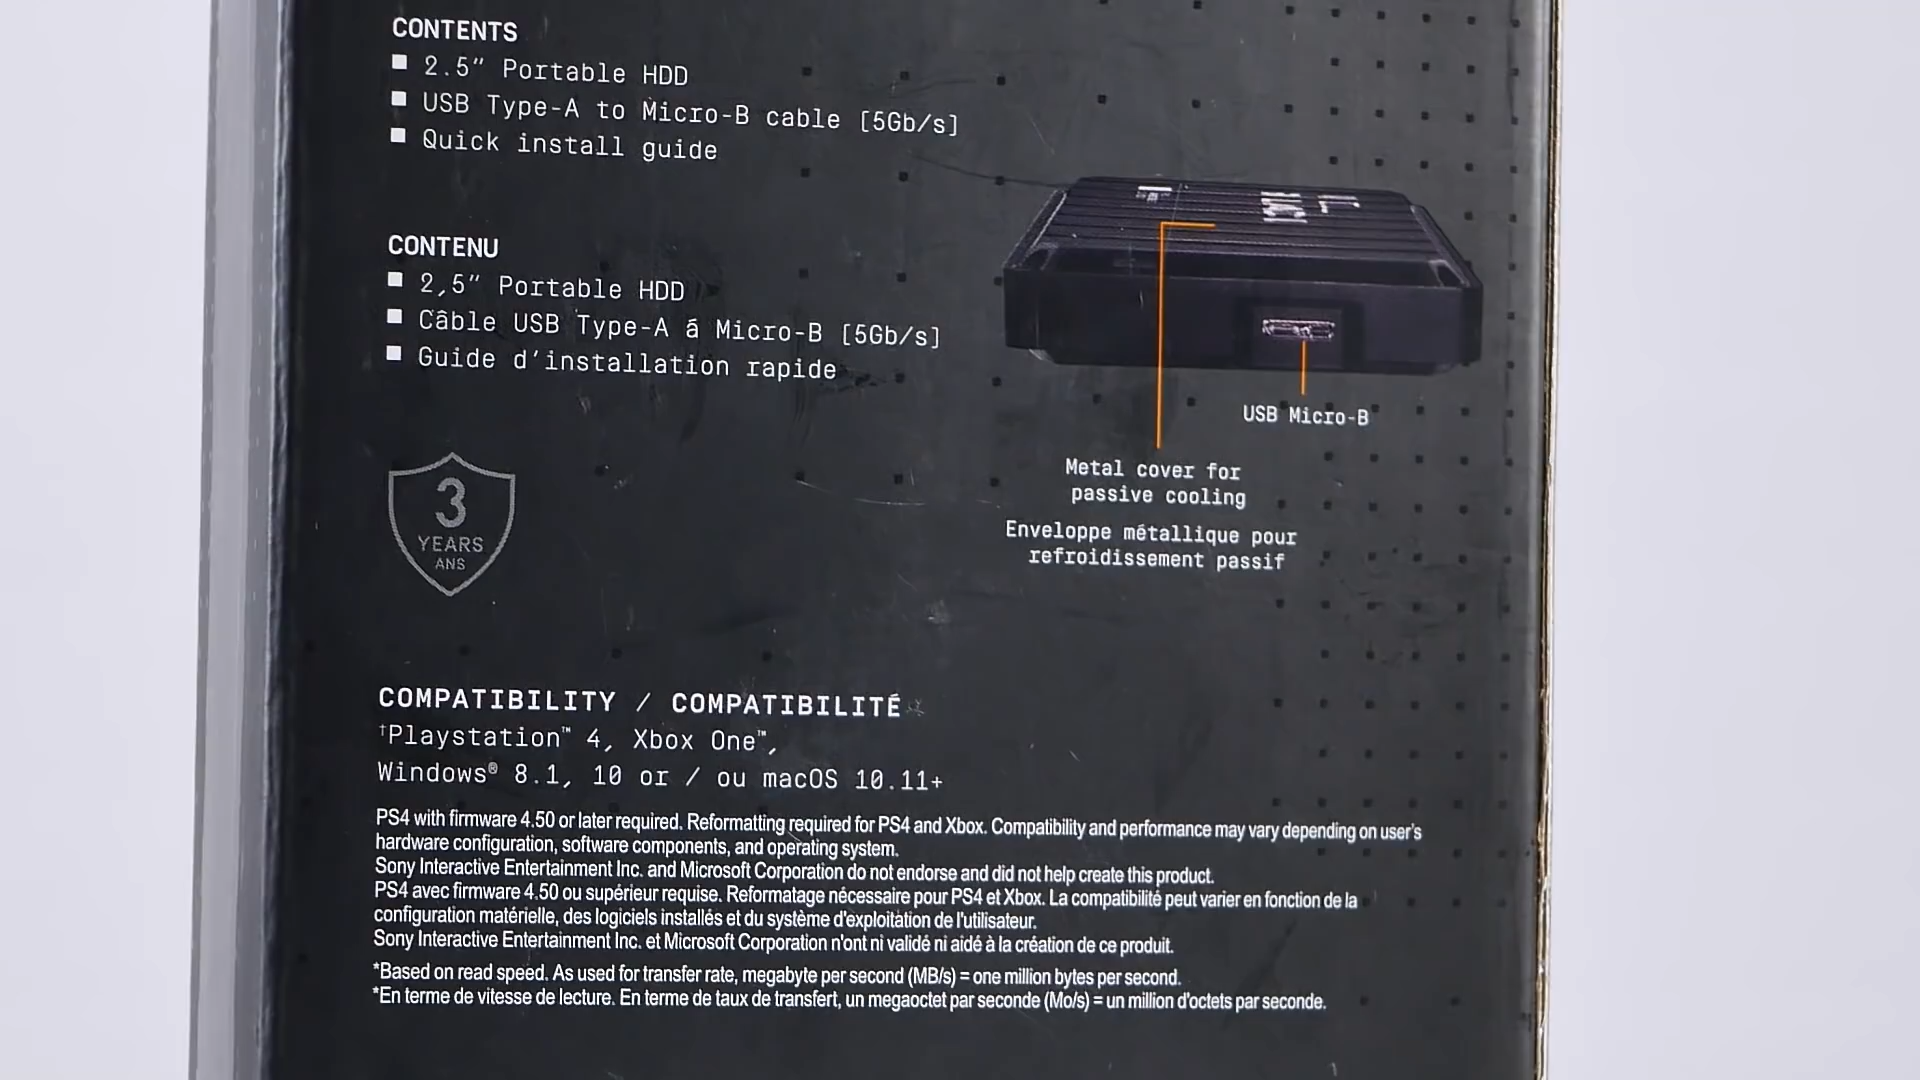 CONTENTS
■ 2.5" Portable HDD
■ USB Type-A to Micro-B cable [5Gb/s]
■ Quick install guide
CONTENU
■ 2,5" Portable HDD
■ Câble USB Type-A á Micro-B [5Gb/s]
■ Guide d'installation rapide
USB Micro-B
Metal cover for
passive cooling
Enveloppe métallique pour
refroidissement passif
3
YEARS
ANS
COMPATIBILITY / COMPATIBILITÉ
†Playstation™ 4, Xbox One™,
Windows® 8.1, 10 or / ou macOS 10.11+
PS4 with firmware 4.50 or later required. Reformatting required for PS4 and Xbox. Compatibility and performance may vary depending on user's
hardware configuration, software components, and operating system.
Sony Interactive Entertainment Inc. and Microsoft Corporation do not endorse and did not help create this product.
PS4 avec firmware 4.50 ou supérieur requise. Reformatage nécessaire pour PS4 et Xbox. La compatibilité peut varier en fonction de la
configuration matérielle, des logiciels installés et du système d'exploitation de l'utilisateur.
Sony Interactive Entertainment Inc. et Microsoft Corporation n'ont ni validé ni aidé à la création de ce produit.
*Based on read speed. As used for transfer rate, megabyte per second (MB/s) = one million bytes per second.
*En terme de vitesse de lecture. En terme de taux de transfert, un megaoctet par seconde (Mo/s) = un million d'octets par seconde.